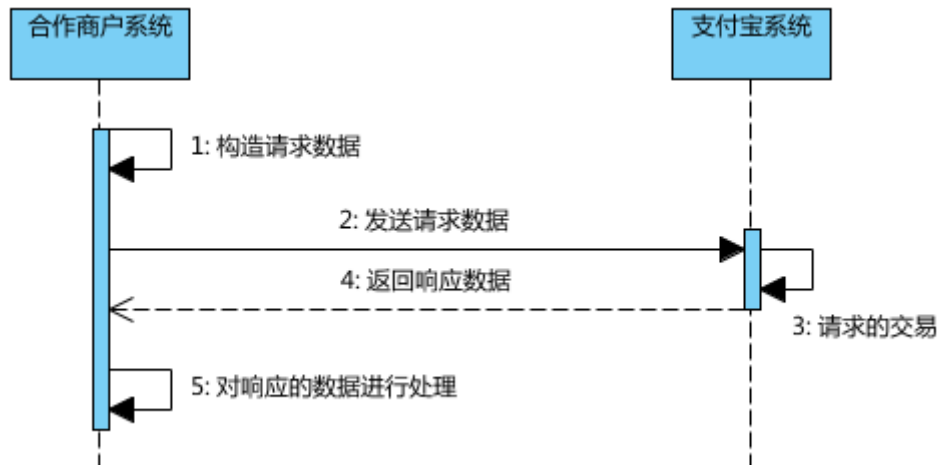 合作商户系统
支付宝系统
1: 构造请求数据
2: 发送请求数据
4: 返回响应数据
3: 请求的交易
5: 对响应的数据进行处理